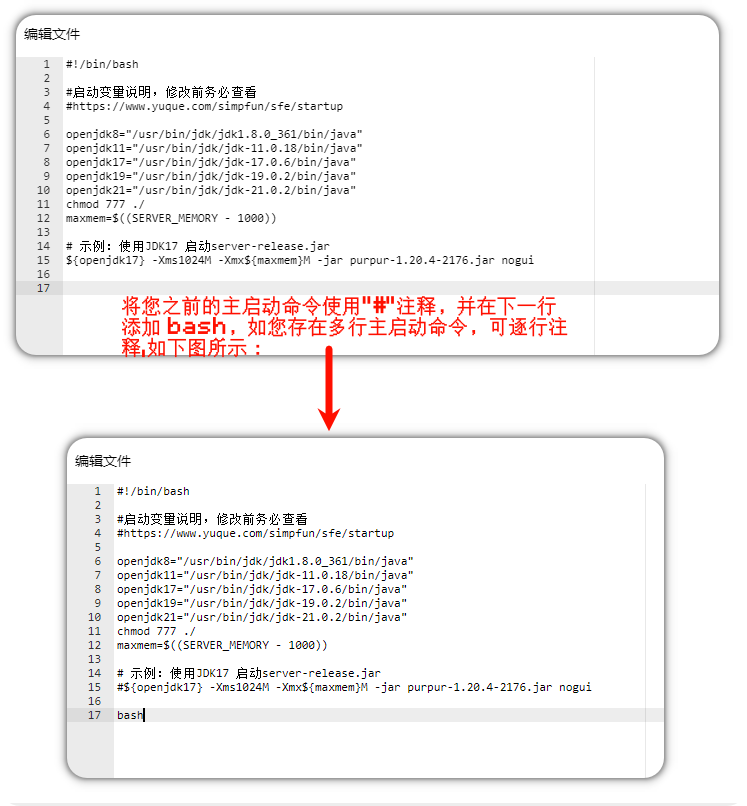 编辑文件
1 #!/bin/bash
2
3 #启动变量说明，修改前务必查看
4 #https://www.yuque.com/simpfun/sfe/startup
5
6 openjdk8="/usr/bin/jdk/jdk1.8.0_361/bin/java"
7 openjdk11="/usr/bin/jdk/jdk-11.0.18/bin/java"
8 openjdk17="/usr/bin/jdk/jdk-17.0.6/bin/java"
9 openjdk19="/usr/bin/jdk/jdk-19.0.2/bin/java"
10 openjdk21="/usr/bin/jdk/jdk-21.0.2/bin/java"
11 chmod 777 ./
12 maxmem=$((SERVER_MEMORY - 1000))
13
14 # 示例：使用JDK17 启动server-release.jar
15 ${openjdk17} -Xms1024M -Xmx${maxmem}M -jar purpur-1.20.4-2176.jar nogui
16
17
将您之前的主启动命令使用"#"注释，并在下一行
添加 bash，如您存在多行主启动命令，可逐行注
释,如下图所示：
编辑文件
1 #!/bin/bash
2
3 #启动变量说明，修改前务必查看
4 #https://www.yuque.com/simpfun/sfe/startup
5
6 openjdk8="/usr/bin/jdk/jdk1.8.0_361/bin/java"
7 openjdk11="/usr/bin/jdk/jdk-11.0.18/bin/java"
8 openjdk17="/usr/bin/jdk/jdk-17.0.6/bin/java"
9 openjdk19="/usr/bin/jdk/jdk-19.0.2/bin/java"
10 openjdk21="/usr/bin/jdk/jdk-21.0.2/bin/java"
11 chmod 777 ./
12 maxmem=$((SERVER_MEMORY - 1000))
13
14 # 示例：使用JDK17 启动server-release.jar
15 #${openjdk17} -Xms1024M -Xmx${maxmem}M -jar purpur-1.20.4-2176.jar nogui
16
17 bash